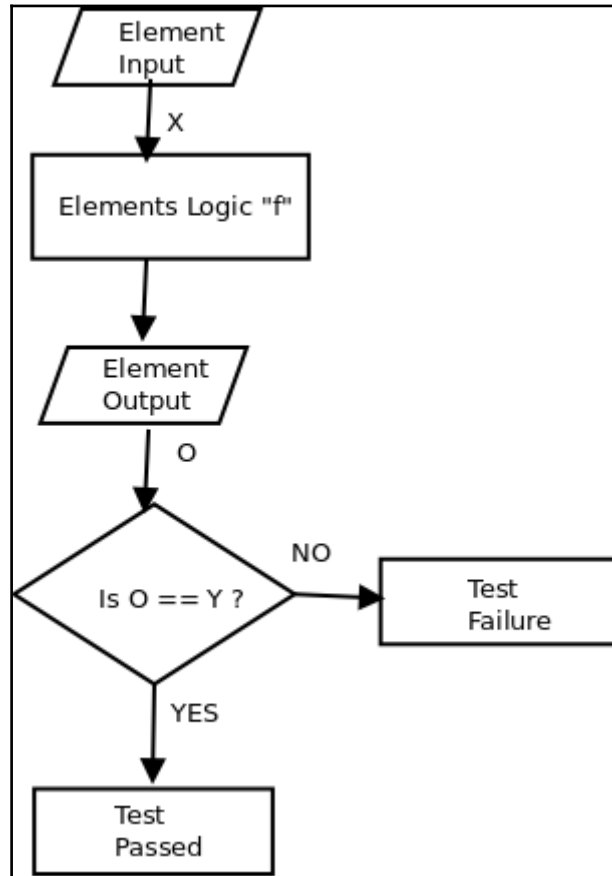 Element
Input
X
Elements Logic "f"
Element
Output
O
Is O == Y ?
NO
Test
Failure
YES
Test
Passed